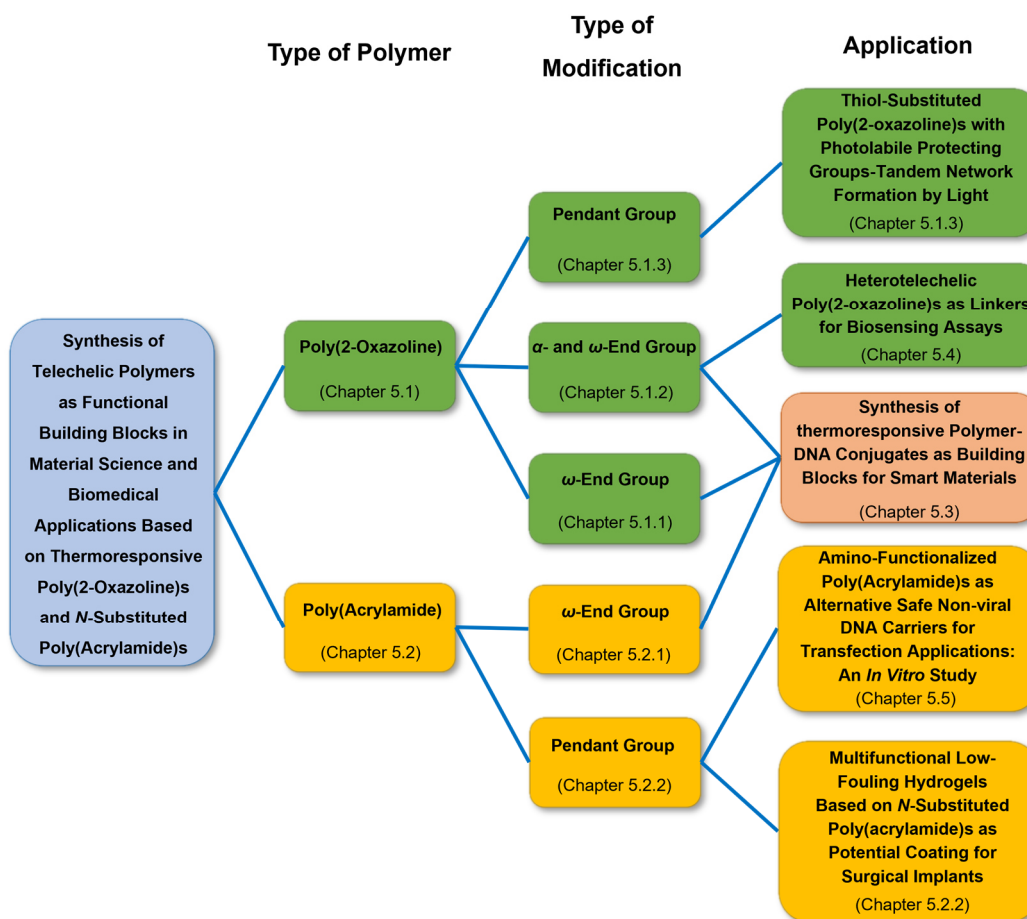 Type of Polymer
Type of
Modification
Application
Synthesis of
Telechelic Polymers
as Functional
Building Blocks in
Material Science and
Biomedical
Applications Based
on Thermoresponsive
Poly(2-Oxazoline)s
and N-Substituted
Poly(Acrylamide)s
Poly(2-Oxazoline)
(Chapter 5.1)
Poly(Acrylamide)
(Chapter 5.2)
Pendant Group
(Chapter 5.1.3)
α- and ω-End Group
(Chapter 5.1.2)
ω-End Group
(Chapter 5.1.1)
ω-End Group
(Chapter 5.2.1)
Pendant Group
(Chapter 5.2.2)
Thiol-Substituted
Poly(2-oxazoline)s with
Photolabile Protecting
Groups-Tandem Network
Formation by Light
(Chapter 5.1.3)
Heterotelechelic
Poly(2-oxazoline)s as Linkers
for Biosensing Assays
(Chapter 5.4)
Synthesis of
thermoresponsive Polymer-
DNA Conjugates as Building
Blocks for Smart Materials
(Chapter 5.3)
Amino-Functionalized
Poly(Acrylamide)s as
Alternative Safe Non-viral
DNA Carriers for
Transfection Applications:
An In Vitro Study
(Chapter 5.5)
Multifunctional Low-
Fouling Hydrogels
Based on N-Substituted
Poly(acrylamide)s as
Potential Coating for
Surgical Implants
(Chapter 5.2.2)